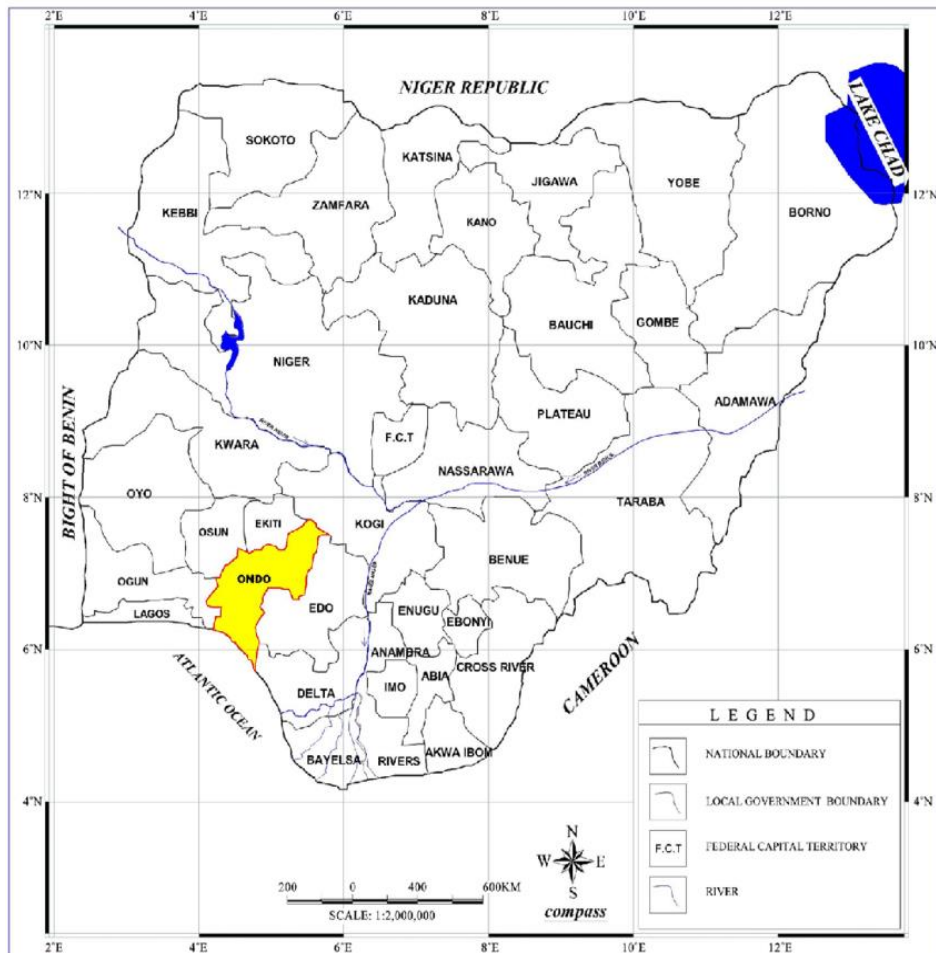 2°E 4°E 6°E 8°E 10°E 12°E
NIGER REPUBLIC
LAKE CHAD
SOKOTO
KATSINA
JIGAWA
YOBE
12°N 12°N
ZAMFARA
KEBBI
KANO
BORNO
KADUNA
BAUCHI
GOMBE
10°N 10°N
NIGER
ADAMAWA
PLATEAU
BIGHT OF BENIN
KWARA
F.C.T
NASSARAWA
8°N 8°N
OYO
TARABA
OSUN
EKITI
KOGI
BENUE
OGUN
ONDO
EDO
ENUGU
LAGOS
EBONYI
6°N 6°N
ANAMBRA
CROSS RIVER
ATLANTIC OCEAN
CAMEROON
DELTA
IMO
ABIA
BAYELSA
RIVERS
AKWA IBOM
LEGEND
NATIONAL BOUNDARY
LOCAL GOVERNMENT BOUNDARY
F.C.T FEDERAL CAPITAL TERRITORY
RIVER
4°N 4°N
N
W E
S
compass
200 0 400 600KM
SCALE: 1:2,000,000
2°E 4°E 6°E 8°E 10°E 12°E